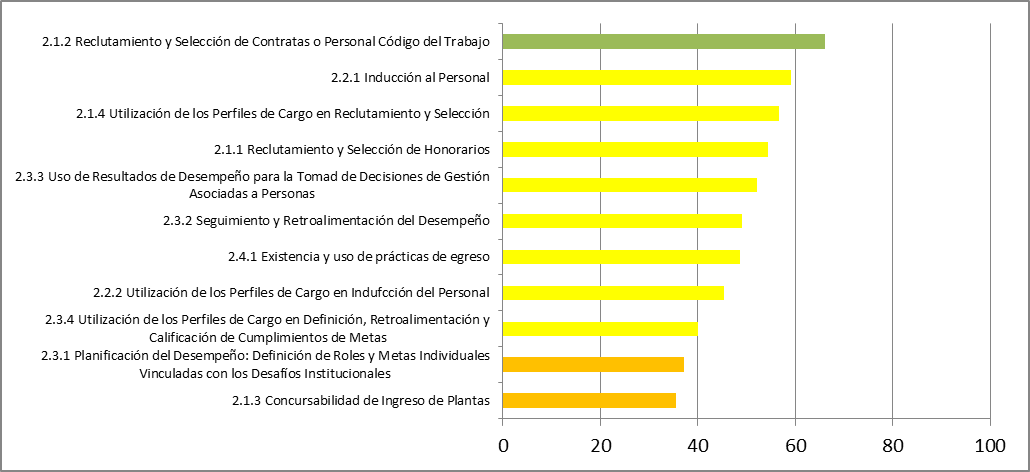 2.1.2 Reclutamiento y Selección de Contratas o Personal Código del Trabajo
2.2.1 Inducción al Personal
2.1.4 Utilización de los Perfiles de Cargo en Reclutamiento y Selección
2.1.1 Reclutamiento y Selección de Honorarios
2.3.3 Uso de Resultados de Desempeño para la Tomad de Decisiones de Gestión
Asociadas a Personas
2.3.2 Seguimiento y Retroalimentación del Desempeño
2.4.1 Existencia y uso de prácticas de egreso
2.2.2 Utilización de los Perfiles de Cargo en Indufcción del Personal
2.3.4 Utilización de los Perfiles de Cargo en Definición, Retroalimentación y
Calificación de Cumplimientos de Metas
2.3.1 Planificación del Desempeño: Definición de Roles y Metas Individuales
Vinculadas con los Desafíos Institucionales
2.1.3 Concursabilidad de Ingreso de Plantas
0 20 40 60 80 100